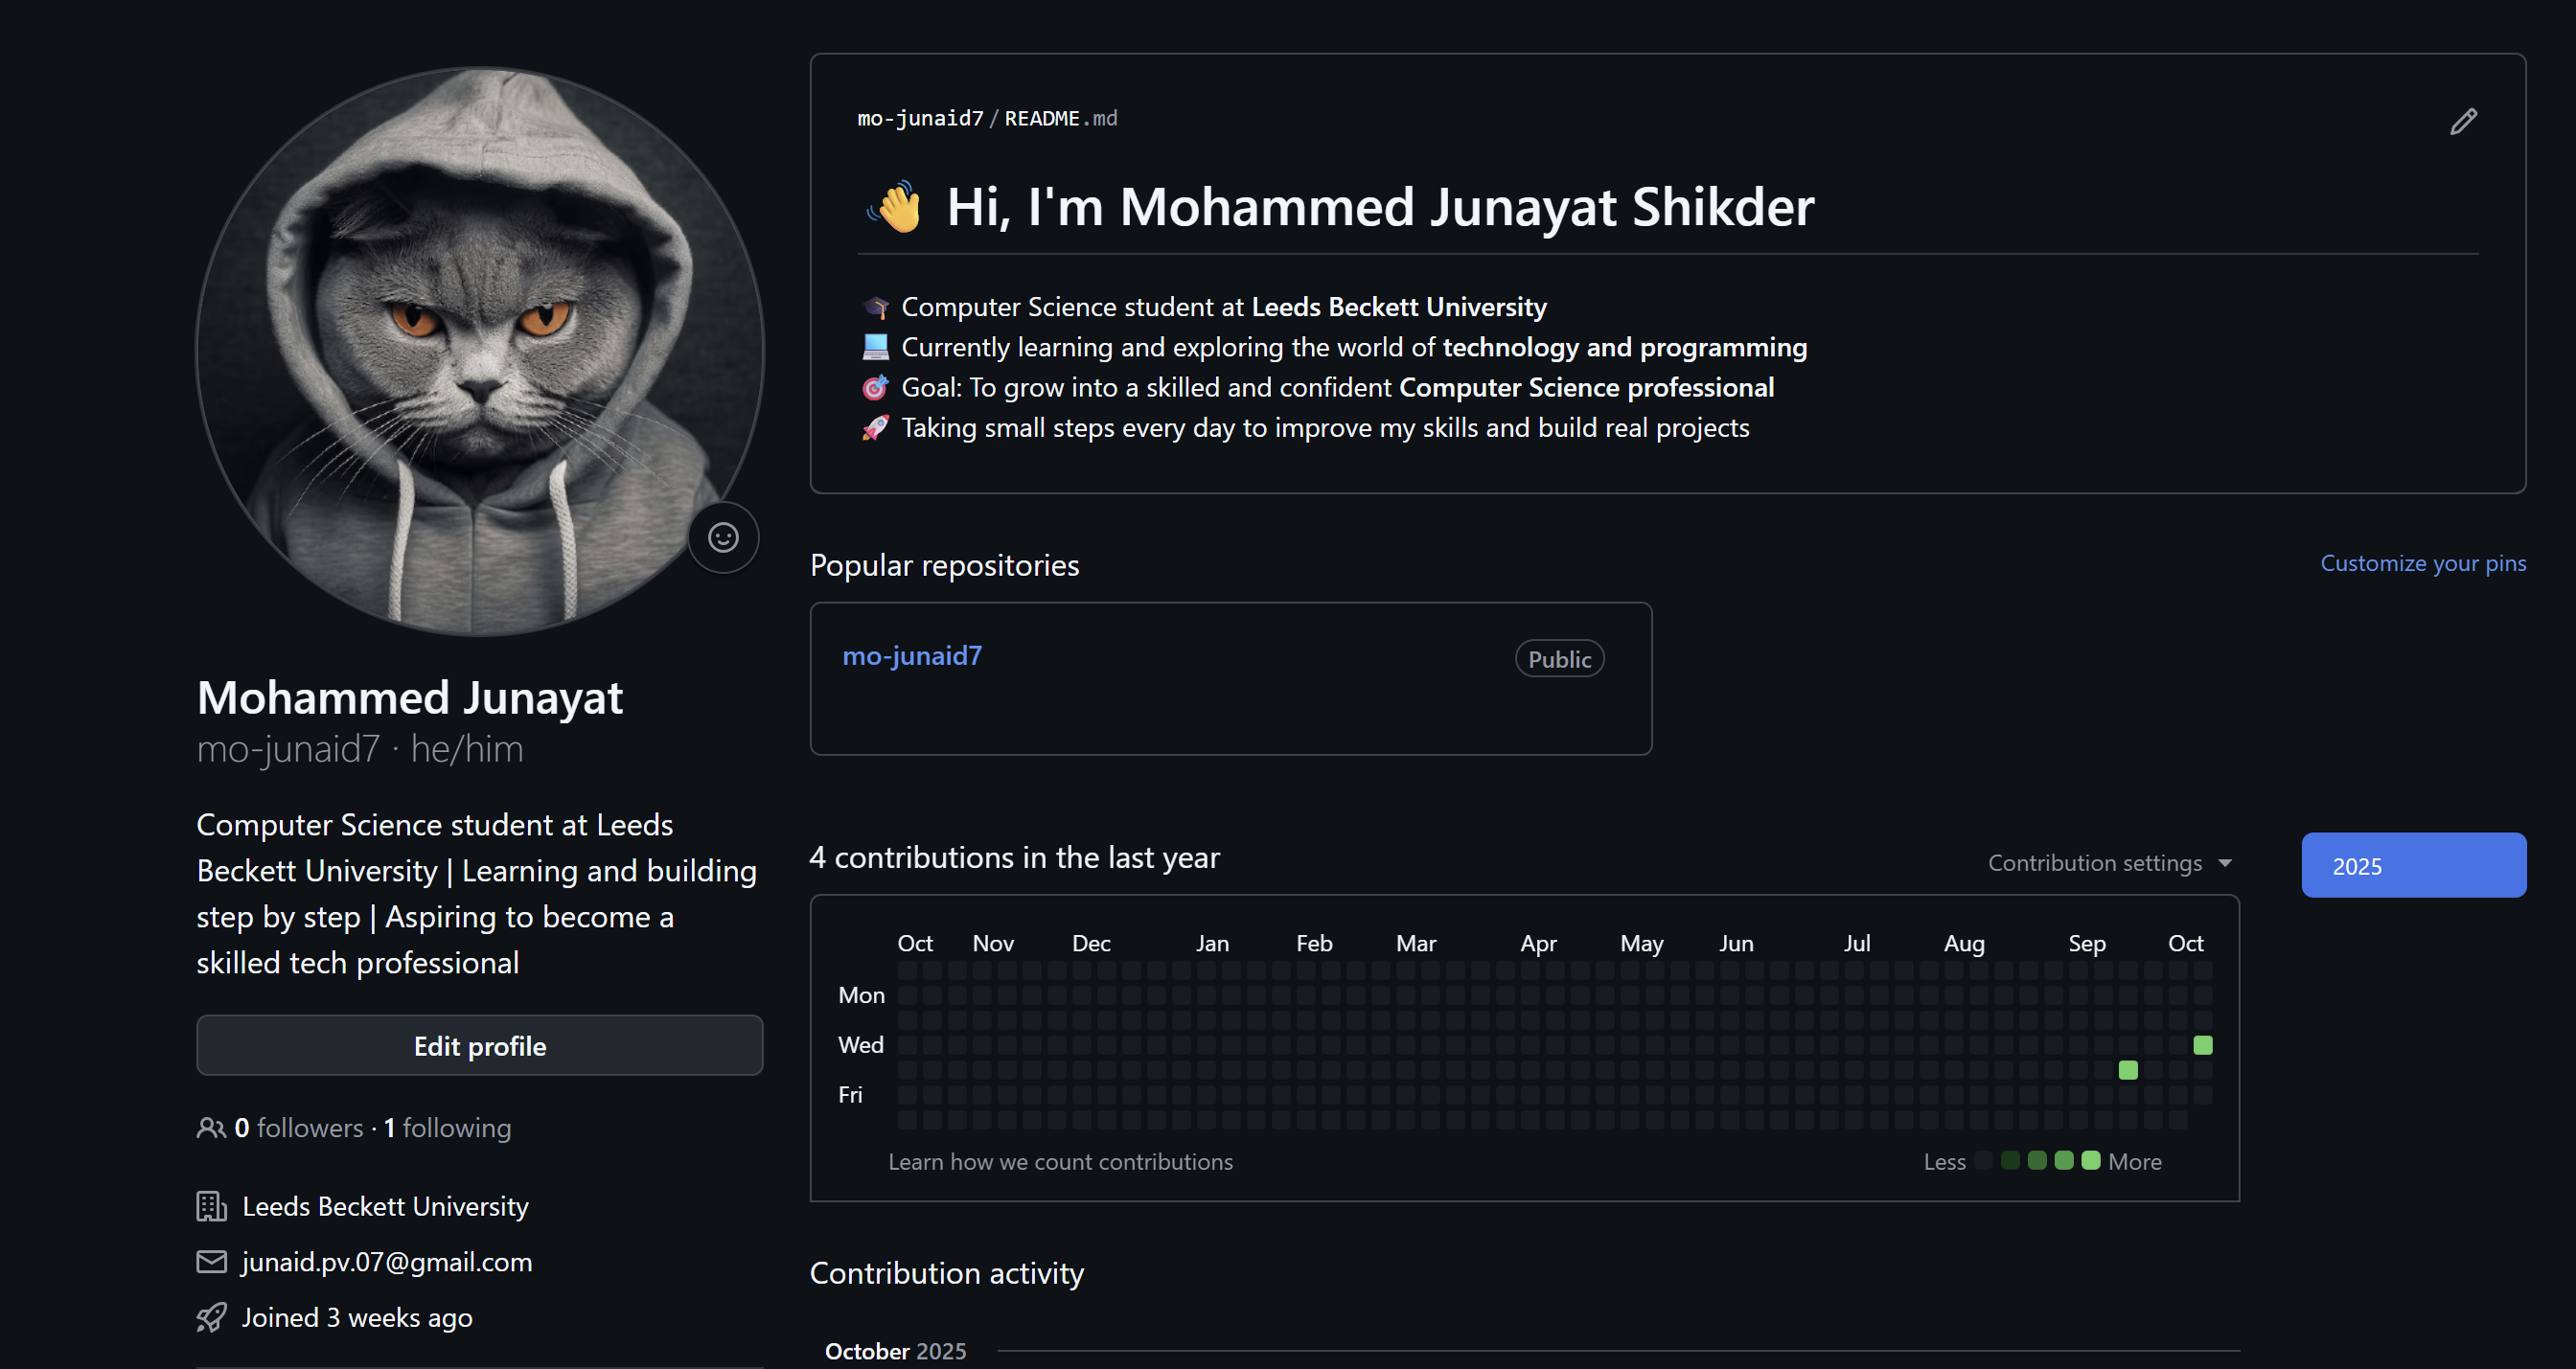 mo-junaid7/README.md
👋 Hi, I'm Mohammed Junayat Shikder
🎓 Computer Science student at Leeds Beckett University
💻 Currently learning and exploring the world of technology and programming
🎯 Goal: To grow into a skilled and confident Computer Science professional
🚀 Taking small steps every day to improve my skills and build real projects
Mohammed Junayat
mo-junaid7 · he/him
Computer Science student at Leeds
Beckett University | Learning and building
step by step | Aspiring to become a
skilled tech professional
Edit profile
0 followers · 1 following
Leeds Beckett University
junaid.pv.07@gmail.com
Joined 3 weeks ago
Popular repositories
Customize your pins
mo-junaid7
Public
4 contributions in the last year
Contribution settings
2025
Oct Nov Dec Jan Feb Mar Apr May Jun Jul Aug Sep Oct
Mon
Wed
Fri
Learn how we count contributions
Less
More
Contribution activity
October 2025